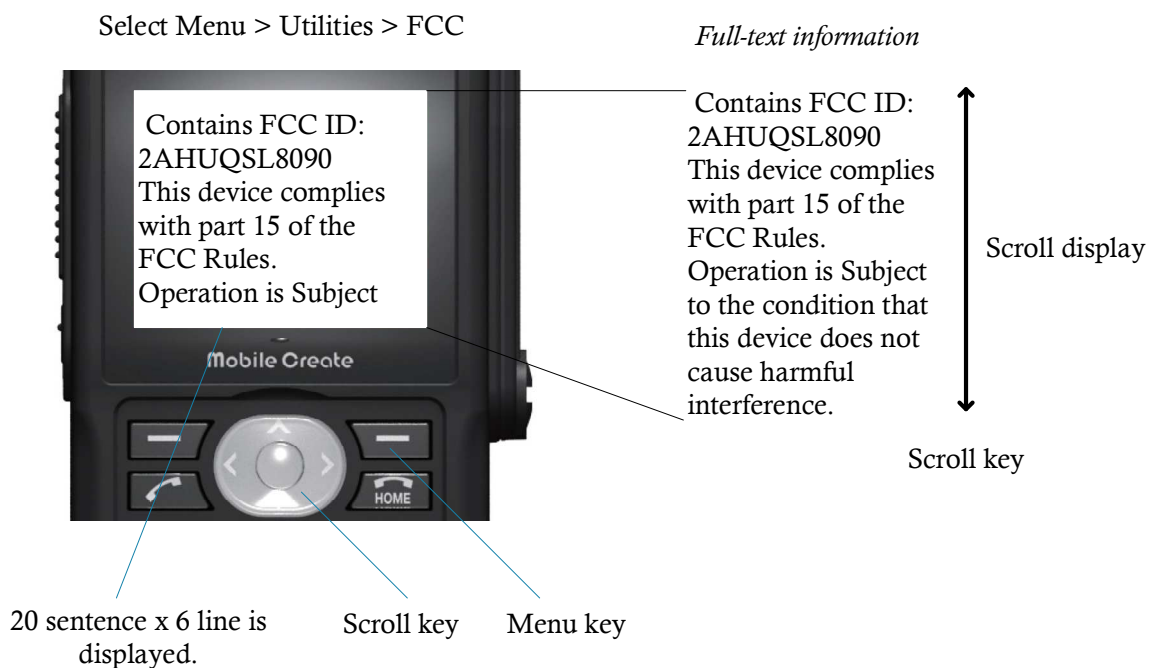 Select Menu > Utilities > FCC
Full-text information
Contains FCC ID:
2AHUQSL8090
This device complies
with part 15 of the
FCC Rules.
Operation is Subject
Contains FCC ID:
2AHUQSL8090
This device complies
with part 15 of the
FCC Rules.
Operation is Subject
to the condition that
this device does not
cause harmful
interference.
Scroll display
Mobile Create
Scroll key
HOME
20 sentence x 6 line is
displayed.
Scroll key
Menu key